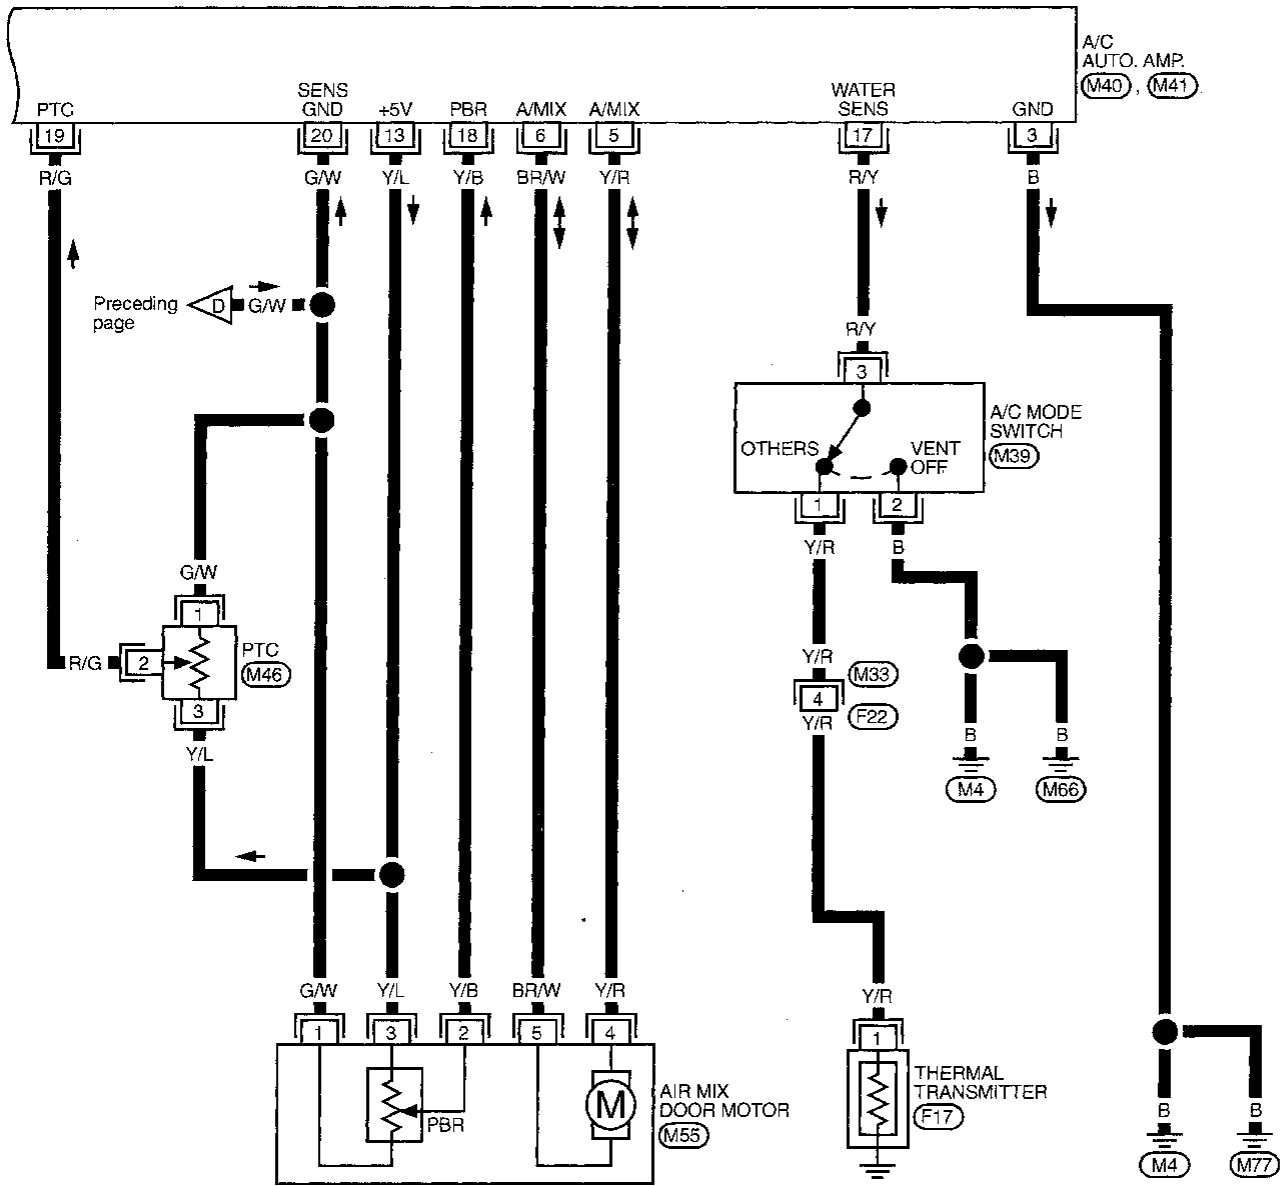 A/C
AUTO. AMP.
M40 , M41
PTC
SENS
GND
+5V
PBR
A/MIX
A/MIX
WATER
SENS
GND
19
20
13
18
6
5
17
3
R/G
G/W
Y/L
Y/B
BR/W
Y/R
R/Y
B
Preceding
page
D
G/W
R/Y
3
A/C MODE
SWITCH
M39
OTHERS
VENT
OFF
1
2
Y/R
B
G/W
1
R/G
2
PTC
M46
3
Y/L
Y/R
M33
4
F22
Y/R
B
B
M4
M66
G/W
Y/L
Y/B
BR/W
Y/R
Y/R
1
3
2
5
4
1
PBR
M
AIR MIX
DOOR MOTOR
M55
THERMAL
TRANSMITTER
F17
B
B
M4
M77